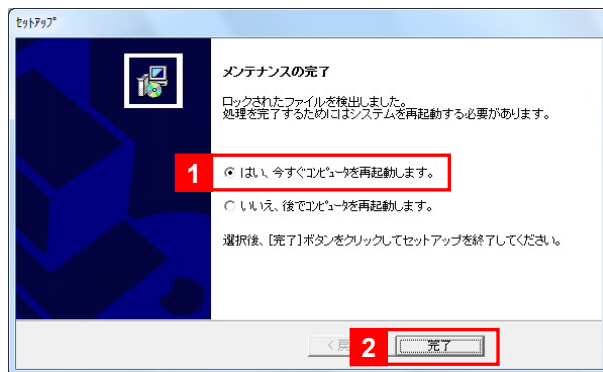 ｾｯﾄｱｯﾌﾟ
メンテナンスの完了
ロックされたファイルを検出しました。
処理を完了するためにはシステムを再起動する必要があります。
1
はい、今すぐｺﾝﾋﾟｭｰﾀを再起動します。
いいえ、後でｺﾝﾋﾟｭｰﾀを再起動します。
選択後、[完了]ボタンをクリックしてセットアップを終了してください。
< 戻
2
完了